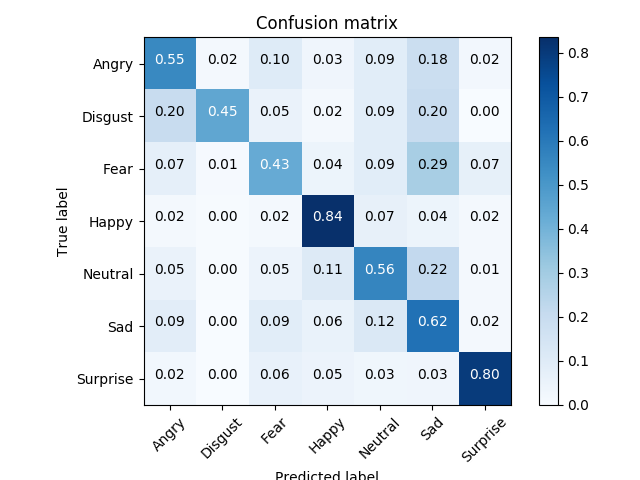 Confusion matrix
True label
Angry 0.55 0.02 0.10 0.03 0.09 0.18 0.02
Disgust 0.20 0.45 0.05 0.02 0.09 0.20 0.00
Fear 0.07 0.01 0.43 0.04 0.09 0.29 0.07
Happy 0.02 0.00 0.02 0.84 0.07 0.04 0.02
Neutral 0.05 0.00 0.05 0.11 0.56 0.22 0.01
Sad 0.09 0.00 0.09 0.06 0.12 0.62 0.02
Surprise 0.02 0.00 0.06 0.05 0.03 0.03 0.80
Angry Disgust Fear Happy Neutral Sad Surprise
Predicted label
0.8
0.7
0.6
0.5
0.4
0.3
0.2
0.1
0.0